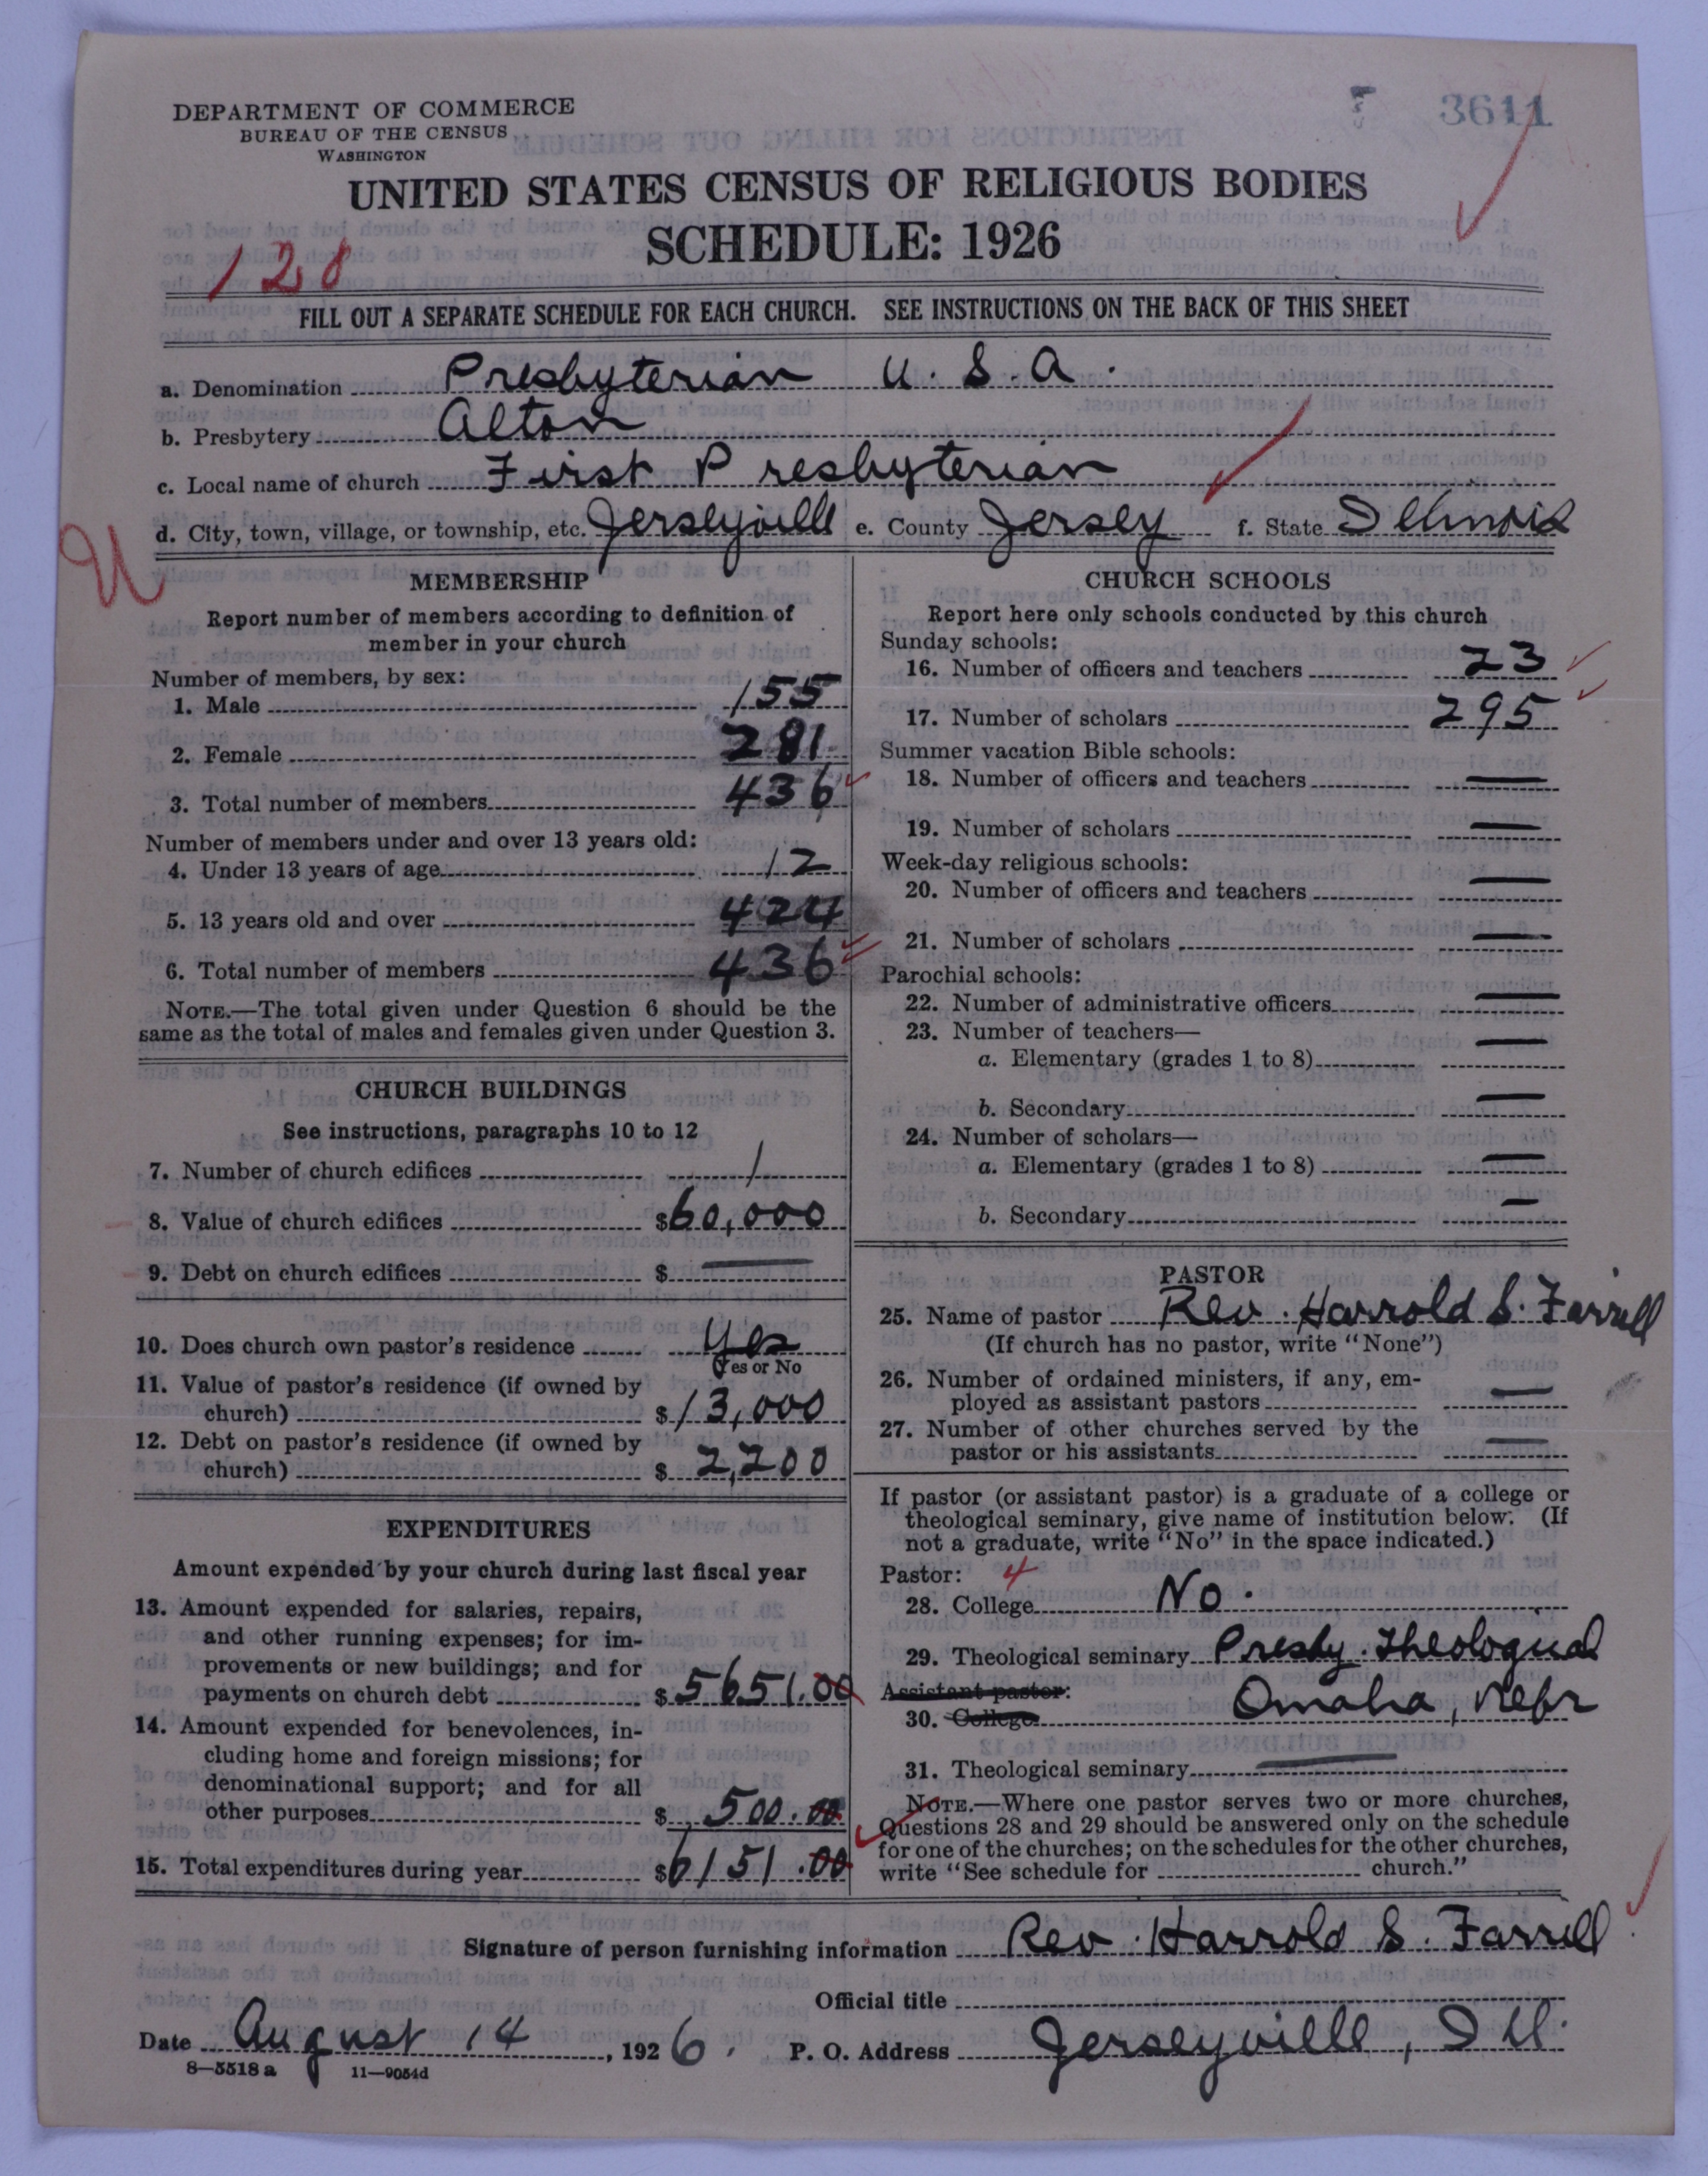 3611
DEPARTMENT OF COMMERCE
BUREAU OF THE CENSUS
WASHINGTON
UNITED STATES CENSUS OF RELIGIOUS BODIES
SCHEDULE: 1926
120
FILL OUT A SEPARATE SCHEDULE FOR EACH CHURCH. SEE INSTRUCTIONS ON THE BACK OF THIS SHEET
a. Denomination Presbyterian U.S.A.
b. Presbytery Alton
c. Local name of church First Presbyterian
d. City, town, village, or township, etc. Jerseyville e. County Jersey f. State Illinois
U
MEMBERSHIP
Report number of members according to definition of
member in your church
Number of members, by sex:
1. Male 155
2. Female 281
3. Total number of members 436
Number of members under and over 13 years old:
4. Under 13 years of age 12
5. 13 years old and over 424
6. Total number of members 436
NOTE.—The total given under Question 6 should be the
same as the total of males and females given under Question 3.
CHURCH BUILDINGS
See instructions, paragraphs 10 to 12
7. Number of church edifices 1
8. Value of church edifices $60,000
9. Debt on church edifices $ —
10. Does church own pastor's residence Yes
Yes or No
11. Value of pastor's residence (if owned by
church) $13,000
12. Debt on pastor's residence (if owned by
church) $2,200
EXPENDITURES
Amount expended by your church during last fiscal year
13. Amount expended for salaries, repairs,
and other running expenses; for im-
provements or new buildings; and for
payments on church debt $5651.00
14. Amount expended for benevolences, in-
cluding home and foreign missions; for
denominational support; and for all
other purposes $500.00
15. Total expenditures during year $6151.00
CHURCH SCHOOLS
Report here only schools conducted by this church
Sunday schools:
16. Number of officers and teachers 23
17. Number of scholars 295
Summer vacation Bible schools:
18. Number of officers and teachers —
19. Number of scholars —
Week-day religious schools:
20. Number of officers and teachers —
21. Number of scholars —
Parochial schools:
22. Number of administrative officers —
23. Number of teachers—
a. Elementary (grades 1 to 8) —
b. Secondary —
24. Number of scholars—
a. Elementary (grades 1 to 8) —
b. Secondary —
PASTOR
25. Name of pastor Rev. Harrold S. Farrell
(If church has no pastor, write "None")
26. Number of ordained ministers, if any, em-
ployed as assistant pastors —
27. Number of other churches served by the
pastor or his assistants —
If pastor (or assistant pastor) is a graduate of a college or
theological seminary, give name of institution below. (If
not a graduate, write "No" in the space indicated.)
Pastor: 4
28. College No.
29. Theological seminary Presby. Theological
Assistant pastor:
30. College Omaha, Nebr
31. Theological seminary —
NOTE.—Where one pastor serves two or more churches,
Questions 28 and 29 should be answered only on the schedule
for one of the churches; on the schedules for the other churches,
write "See schedule for church."
Signature of person furnishing information Rev. Harrold S. Farrell
Official title
Date August 14, 1926. P. O. Address Jerseyville, Ill.
8—5518 a 11—9054d